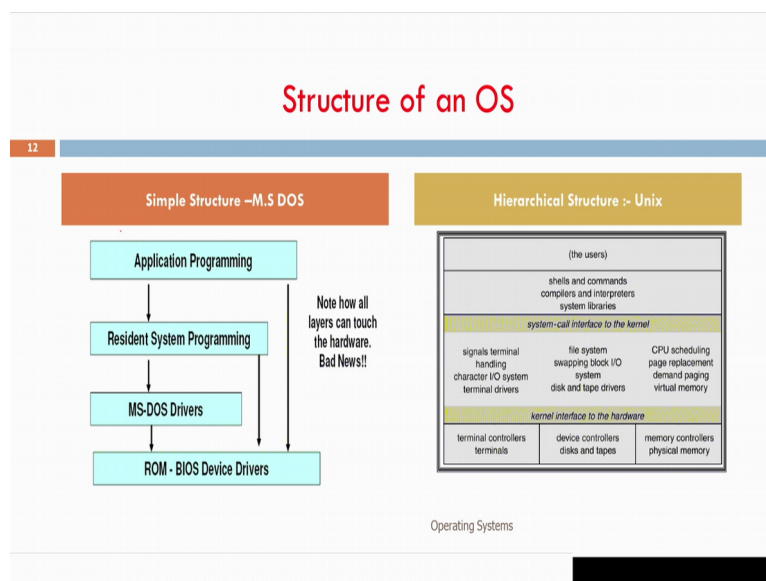 Structure of an OS
12
Simple Structure –M.S DOS
Application Programming
Resident System Programming
MS-DOS Drivers
ROM - BIOS Device Drivers
Note how all
layers can touch
the hardware.
Bad News!!
Hierarchical Structure :- Unix
(the users)
shells and commands
compilers and interpreters
system libraries
system-call interface to the kernel
signals terminal
handling
character I/O system
terminal drivers
file system
swapping block I/O
system
disk and tape drivers
CPU scheduling
page replacement
demand paging
virtual memory
kernel interface to the hardware
terminal controllers
terminals
device controllers
disks and tapes
memory controllers
physical memory
Operating Systems